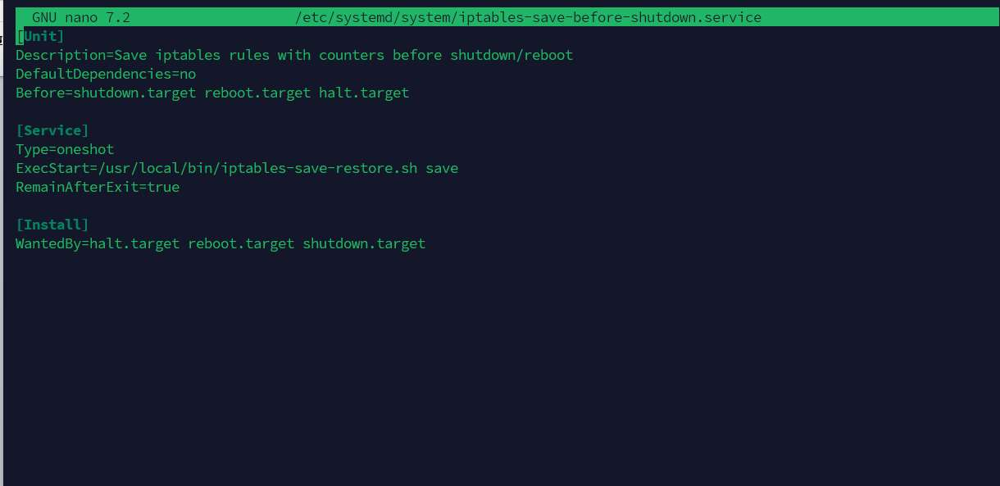 GNU nano 7.2 /etc/systemd/system/iptables-save-before-shutdown.service
[Unit]
Description=Save iptables rules with counters before shutdown/reboot
DefaultDependencies=no
Before=shutdown.target reboot.target halt.target
[Service]
Type=oneshot
ExecStart=/usr/local/bin/iptables-save-restore.sh save
RemainAfterExit=true
[Install]
WantedBy=halt.target reboot.target shutdown.target